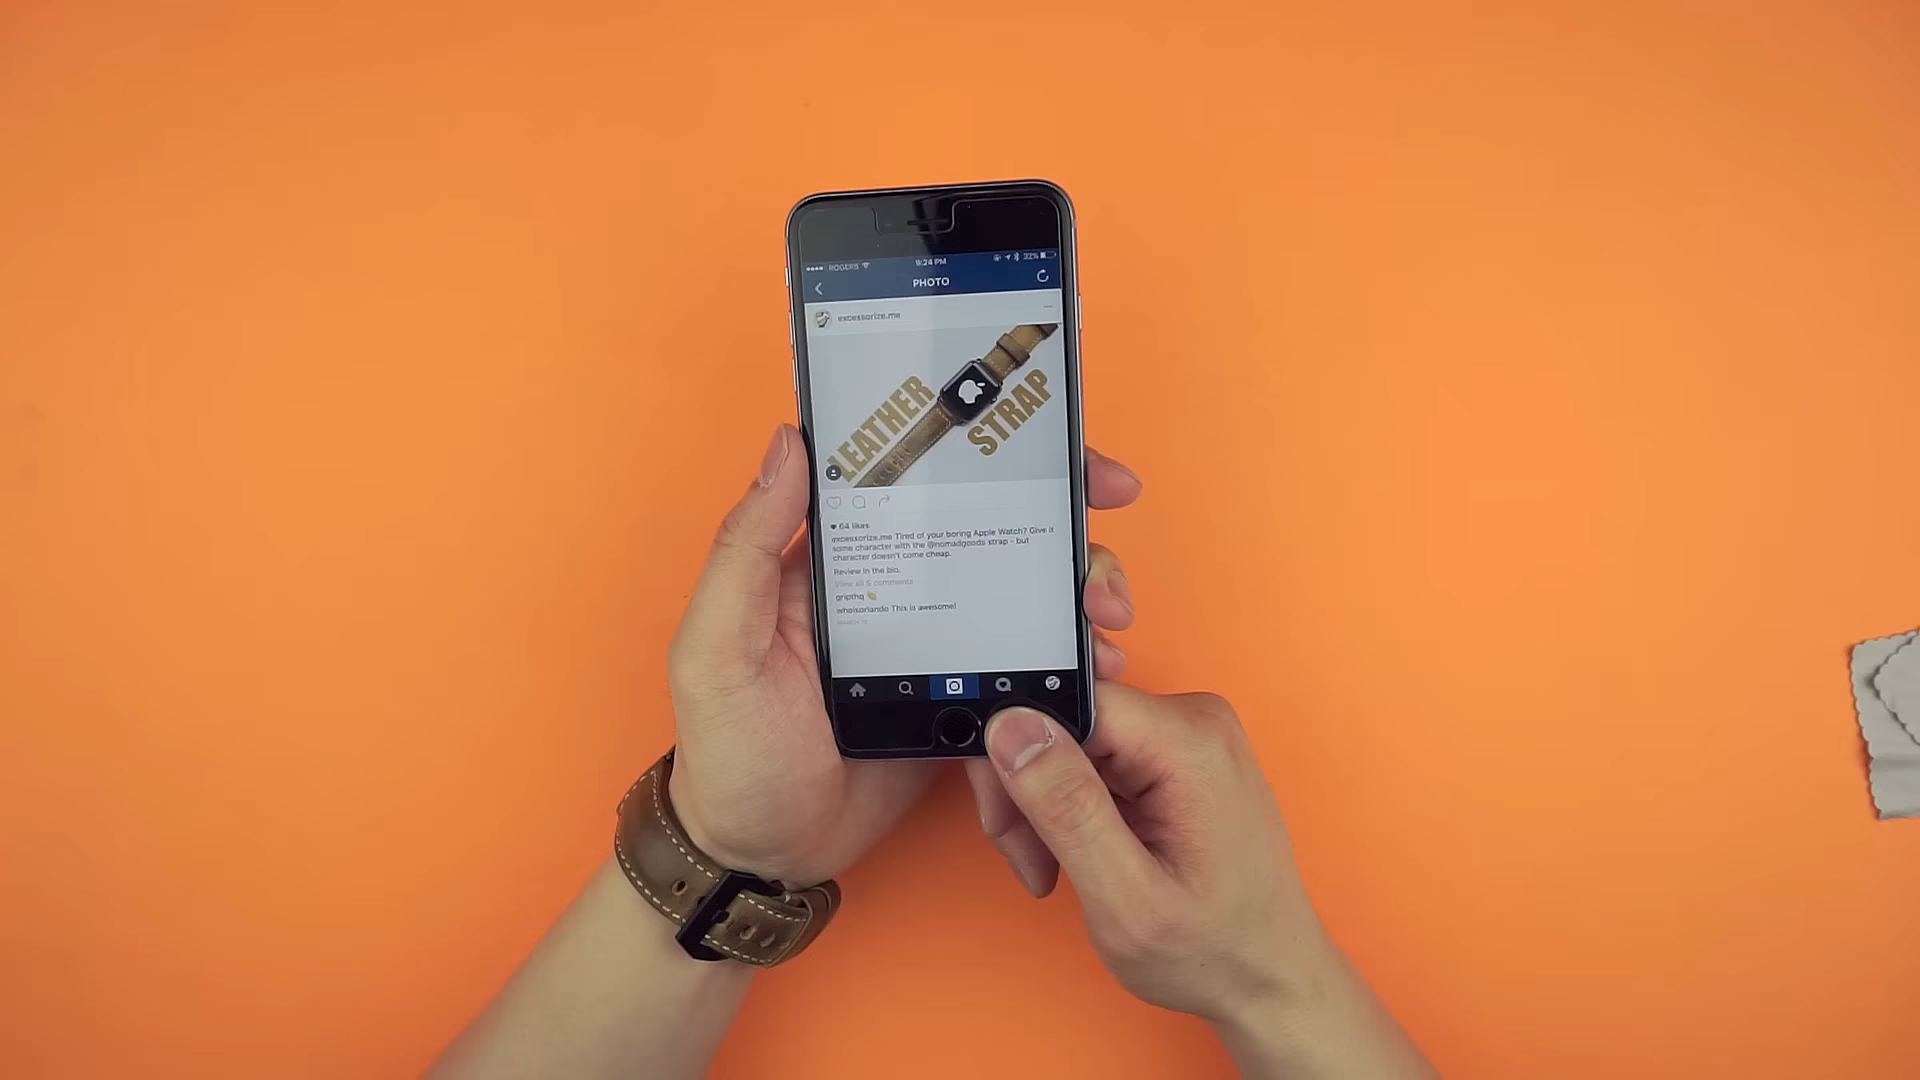 ROGERS 9:24 PM 32%
PHOTO
excessorize.me
LEATHER
STRAP
64 likes
excessorize.me Tired of your boring Apple Watch? Give it
some character with the @nomadgoods strap - but
character doesn't come cheap.
Review in the bio.
View all 5 comments
gripthq 👏
whoisorlando This is awesome!